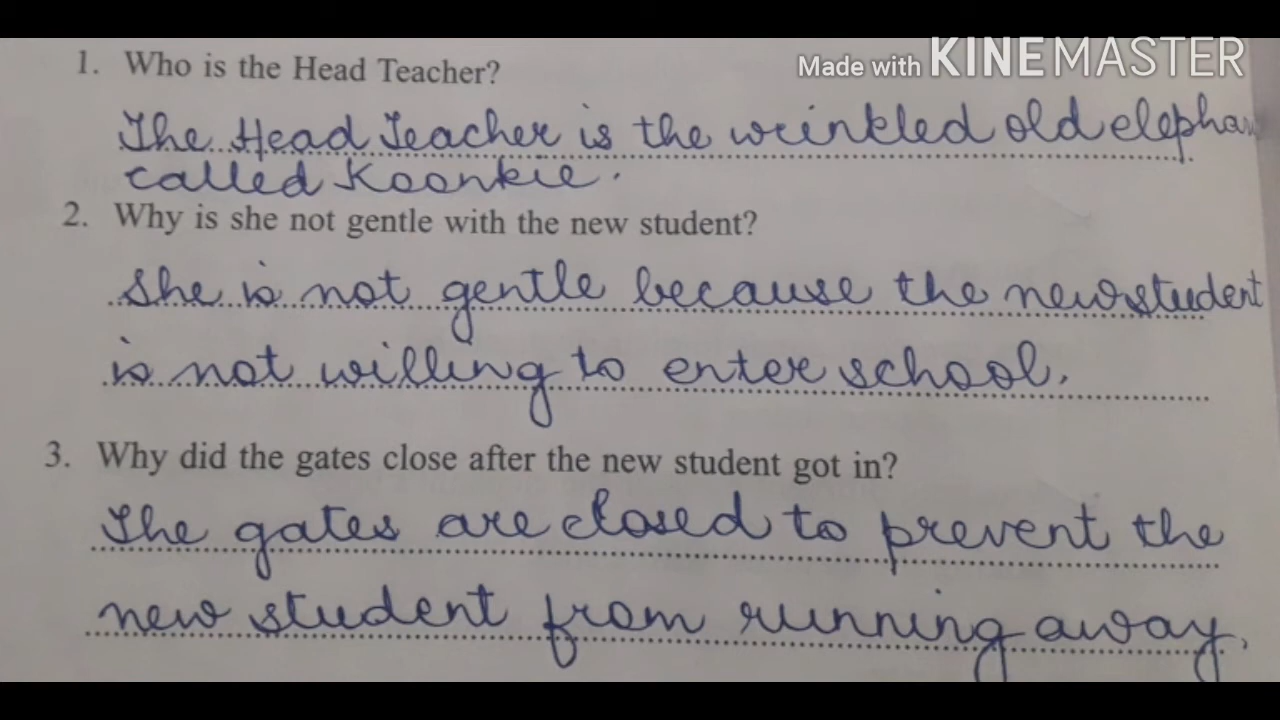 Made with KINEMASTER
1. Who is the Head Teacher?
The Head Teacher is the wrinkled old elephan
called Koonkie.
2. Why is she not gentle with the new student?
She is not gentle because the new student
is not willing to enter school.
3. Why did the gates close after the new student got in?
The gates are closed to prevent the
new student from running away.